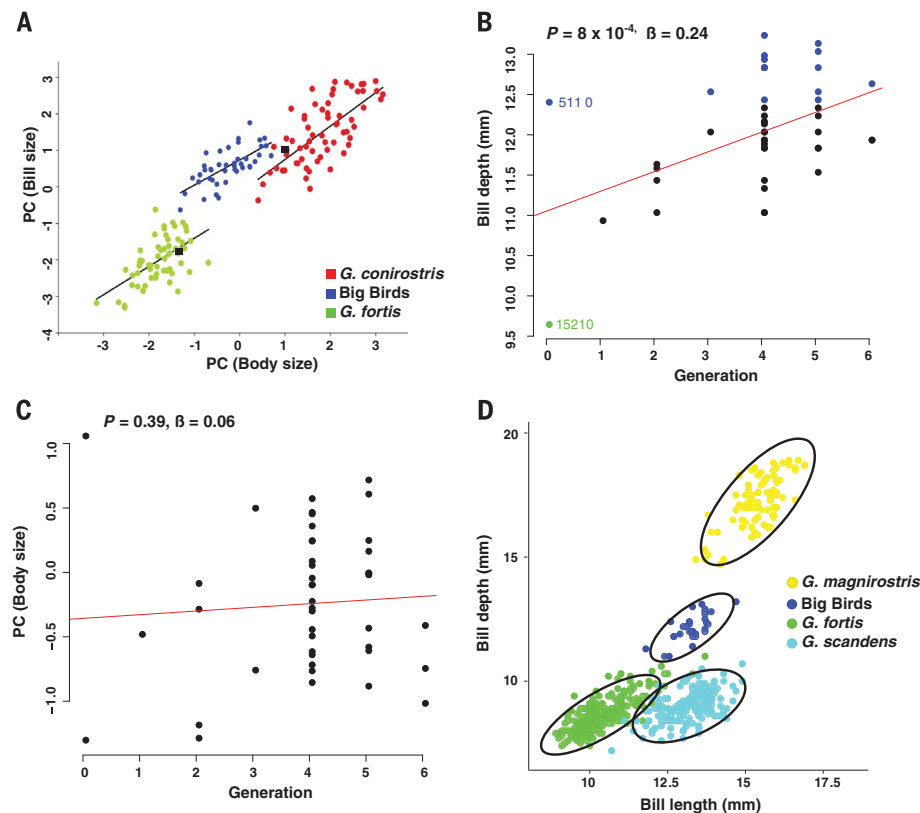 A
3
2
1
0
-1
-2
-3
-4
PC (Bill size)
-3
-2
-1
0
1
2
3
PC (Body size)
G. conirostris
Big Birds
G. fortis
B
P = 8 x 10⁻⁴, ß = 0.24
13.0
12.5
12.0
11.5
11.0
10.5
10.0
9.5
Bill depth (mm)
511 0
15210
0
1
2
3
4
5
6
Generation
C
P = 0.39, ß = 0.06
1.0
0.5
0.0
−0.5
−1.0
PC (Body size)
0
1
2
3
4
5
6
Generation
D
20
15
10
Bill depth (mm)
10.0
12.5
15
17.5
Bill length (mm)
G. magnirostris
Big Birds
G. fortis
G. scandens